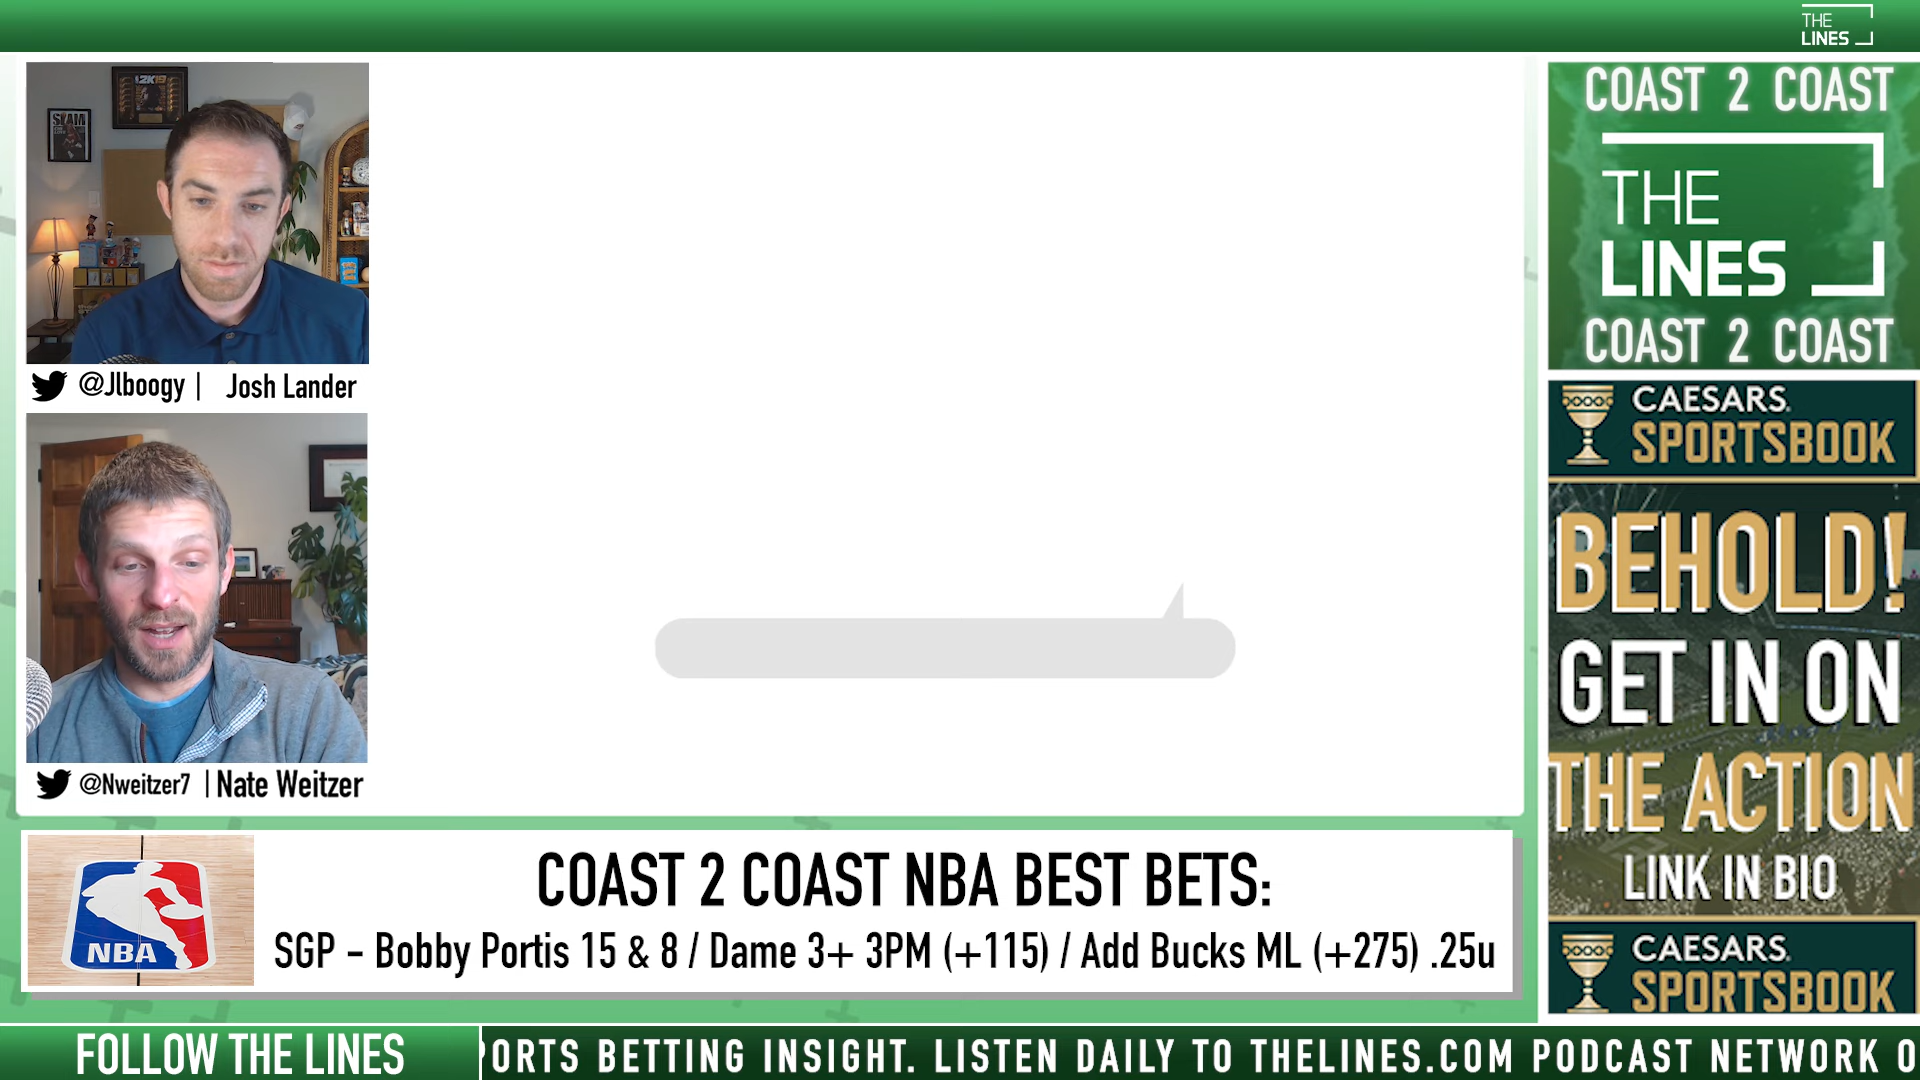 THE
LINES
2K19
SLAM
@Jlboogy | Josh Lander
@Nweitzer7 | Nate Weitzer
COAST 2 COAST
THE
LINES
COAST 2 COAST
CAESARS
SPORTSBOOK
BEHOLD!
GET IN ON
THE ACTION
LINK IN BIO
CAESARS
SPORTSBOOK
NBA
COAST 2 COAST NBA BEST BETS:
SGP - Bobby Portis 15 & 8 / Dame 3+ 3PM (+115) / Add Bucks ML (+275) .25u
FOLLOW THE LINES
PORTS BETTING INSIGHT. LISTEN DAILY TO THELINES.COM PODCAST NETWORK O